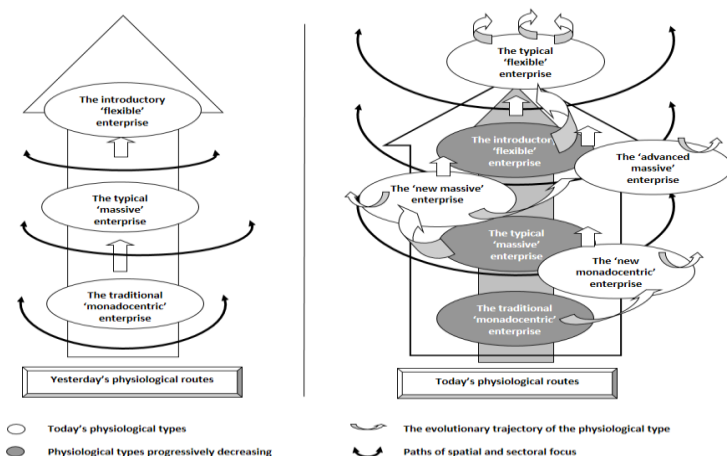 The introductory
'flexible'
enterprise
The typical
'massive'
enterprise
The traditional
'monadocentric'
enterprise
Yesterday's physiological routes
The typical
'flexible'
enterprise
The introductor
'flexible'
enterprise
The 'advanced
massive'
enterprise
The 'new massive'
enterprise
The typical
'massive'
enterprise
The 'new
monadocentric'
enterprise
The traditional
'monadocentric'
enterprise
Today's physiological routes
Today's physiological types
Physiological types progressively decreasing
The evolutionary trajectory of the physiological type
Paths of spatial and sectoral focus